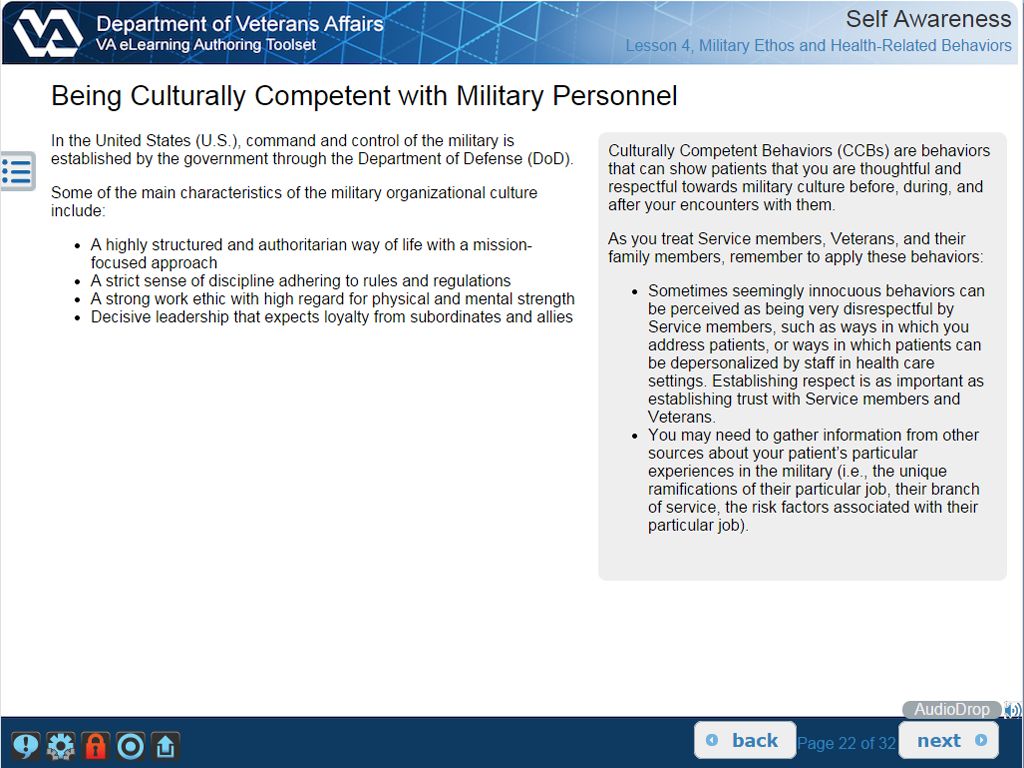 VA
Department of Veterans Affairs
VA eLearning Authoring Toolset
Self Awareness
Lesson 4, Military Ethos and Health-Related Behaviors
Being Culturally Competent with Military Personnel
In the United States (U.S.), command and control of the military is
established by the government through the Department of Defense (DoD).
Some of the main characteristics of the military organizational culture
include:
• A highly structured and authoritarian way of life with a mission-
focused approach
• A strict sense of discipline adhering to rules and regulations
• A strong work ethic with high regard for physical and mental strength
• Decisive leadership that expects loyalty from subordinates and allies
Culturally Competent Behaviors (CCBs) are behaviors
that can show patients that you are thoughtful and
respectful towards military culture before, during, and
after your encounters with them.
As you treat Service members, Veterans, and their
family members, remember to apply these behaviors:
• Sometimes seemingly innocuous behaviors can
be perceived as being very disrespectful by
Service members, such as ways in which you
address patients, or ways in which patients can
be depersonalized by staff in health care
settings. Establishing respect is as important as
establishing trust with Service members and
Veterans.
• You may need to gather information from other
sources about your patient's particular
experiences in the military (i.e., the unique
ramifications of their particular job, their branch
of service, the risk factors associated with their
particular job).
AudioDrop
back
Page 22 of 32
next